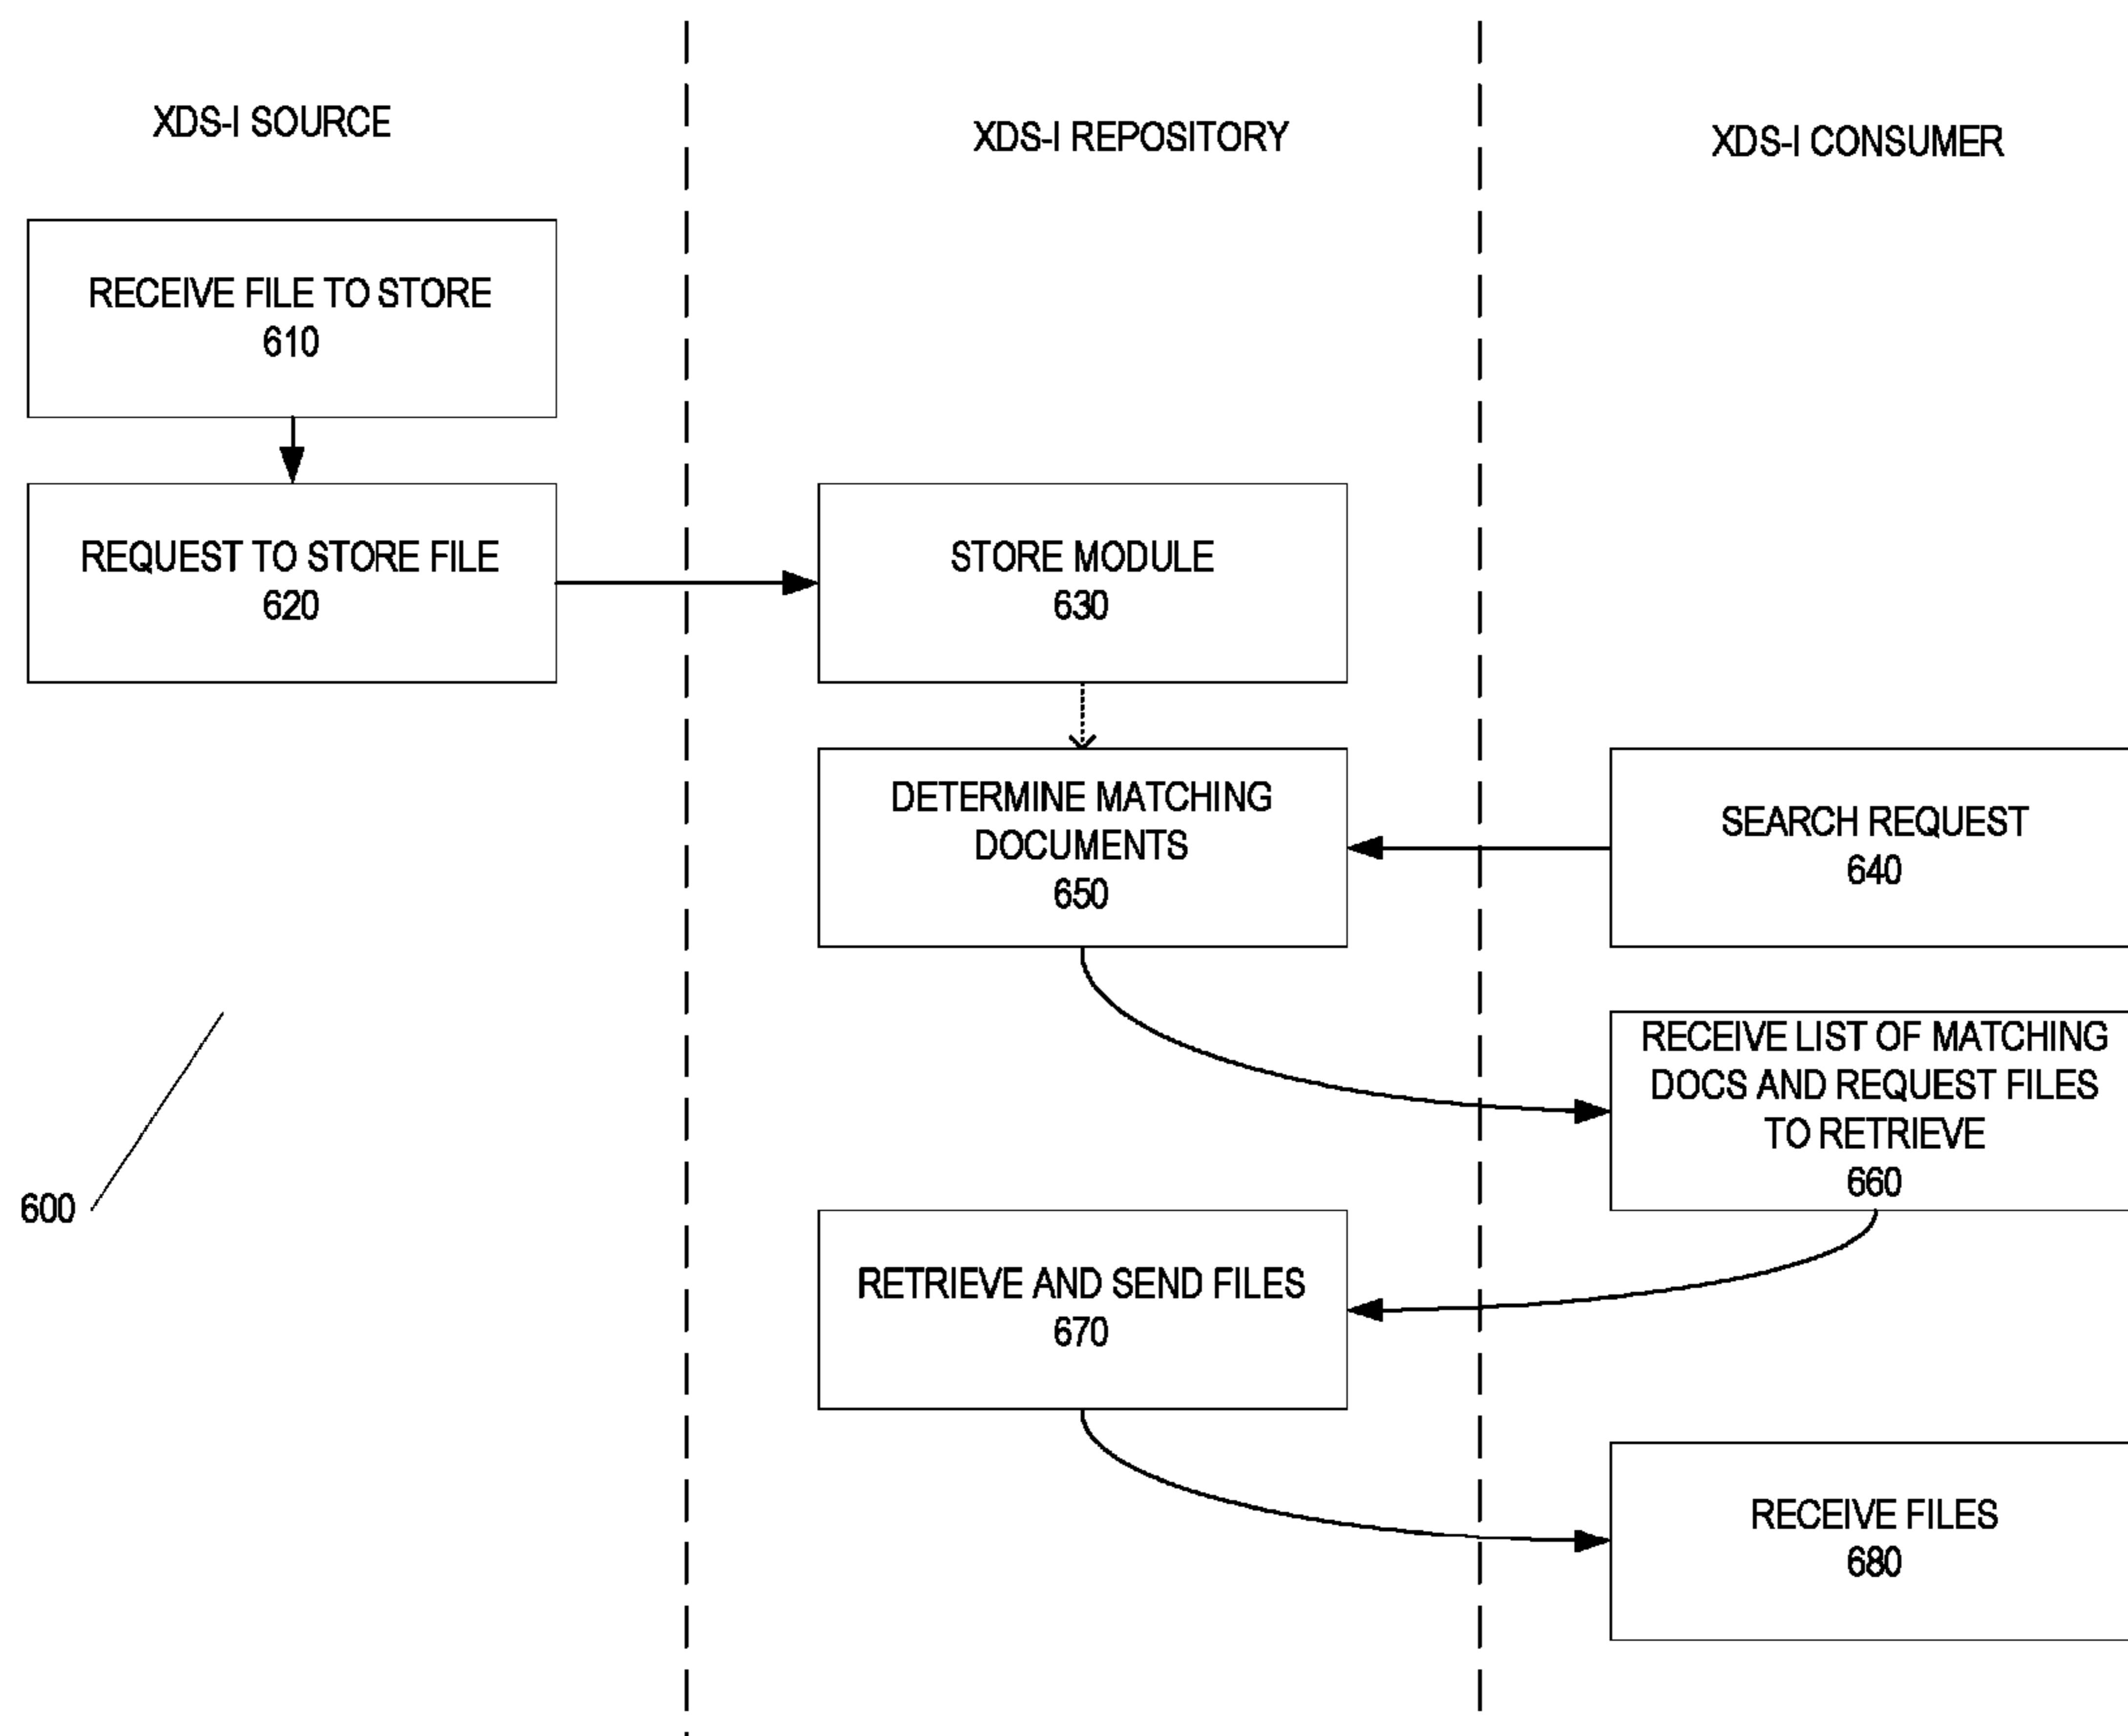 XDS-I SOURCE
XDS-I REPOSITORY
XDS-I CONSUMER
RECEIVE FILE TO STORE
610
REQUEST TO STORE FILE
620
STORE MODULE
630
DETERMINE MATCHING
DOCUMENTS
650
SEARCH REQUEST
640
RECEIVE LIST OF MATCHING
DOCS AND REQUEST FILES
TO RETRIEVE
660
600
RETRIEVE AND SEND FILES
670
RECEIVE FILES
680